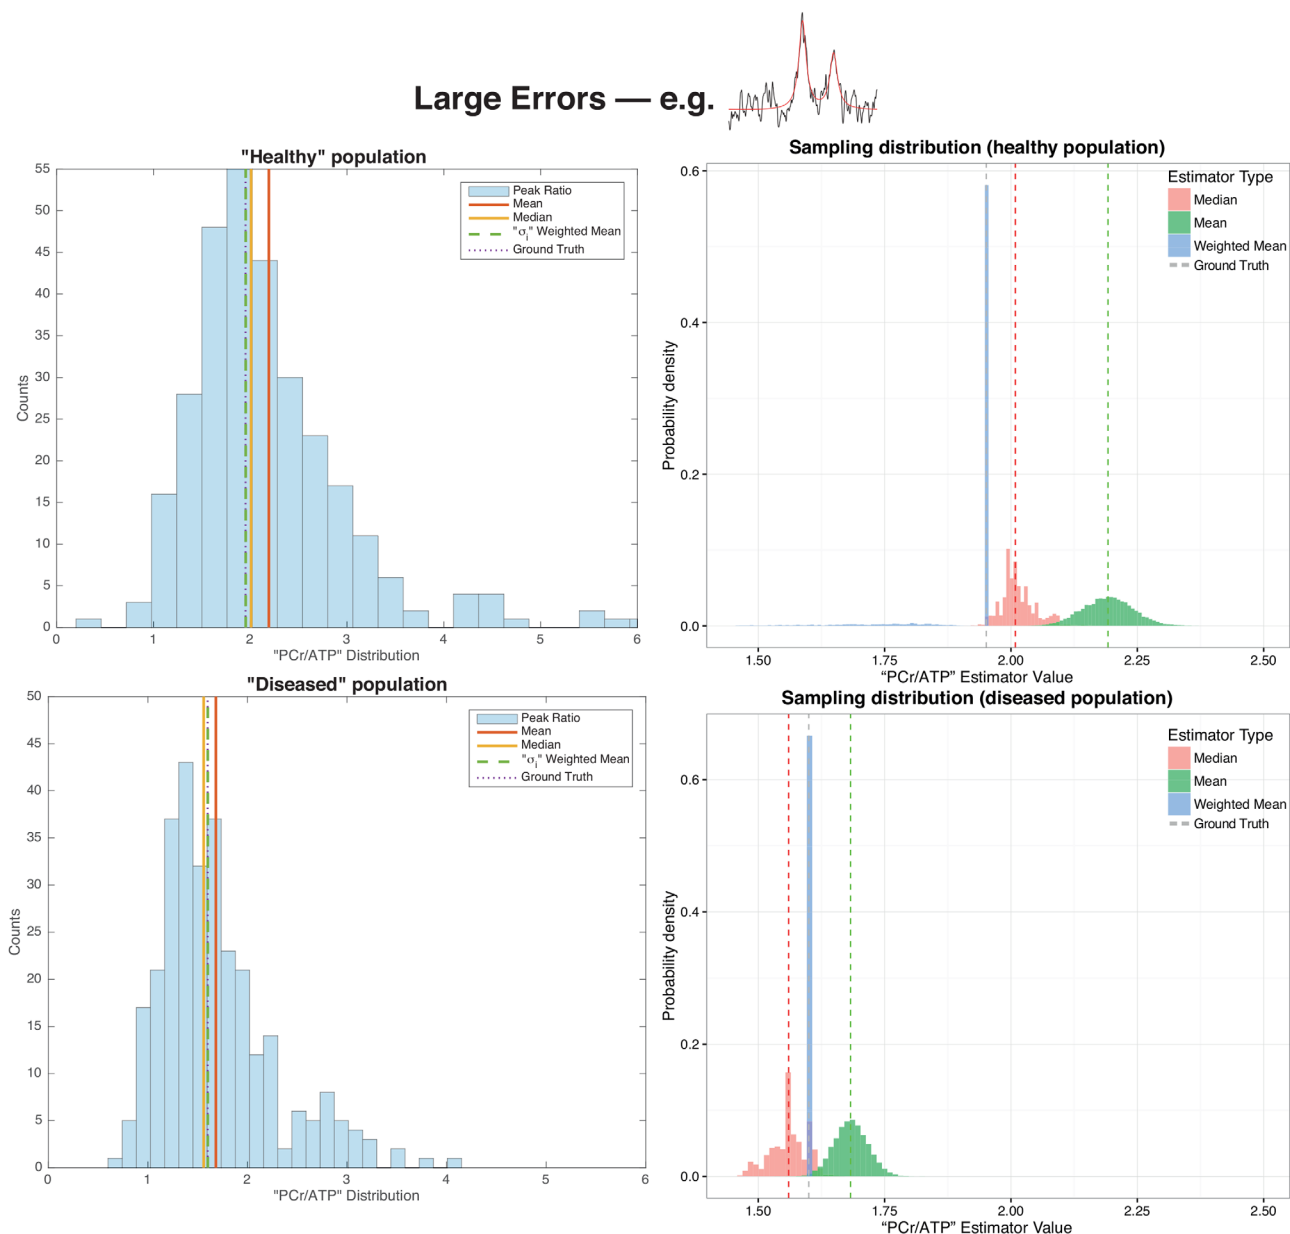 Large Errors — e.g.
"Healthy" population
55
50
45
40
35
30
25
20
15
10
5
0
Counts
0 1 2 3 4 5 6
"PCr/ATP" Distribution
Peak Ratio
Mean
Median
"σi" Weighted Mean
Ground Truth
Sampling distribution (healthy population)
0.6
0.4
0.2
0.0
Probability density
1.50 1.75 2.00 2.25 2.50
“PCr/ATP” Estimator Value
Estimator Type
Median
Mean
Weighted Mean
Ground Truth
"Diseased" population
50
45
40
35
30
25
20
15
10
5
0
Counts
0 1 2 3 4 5 6
"PCr/ATP" Distribution
Peak Ratio
Mean
Median
"σi" Weighted Mean
Ground Truth
Sampling distribution (diseased population)
0.6
0.4
0.2
0.0
Probability density
1.50 1.75 2.00 2.25 2.50
“PCr/ATP” Estimator Value
Estimator Type
Median
Mean
Weighted Mean
Ground Truth